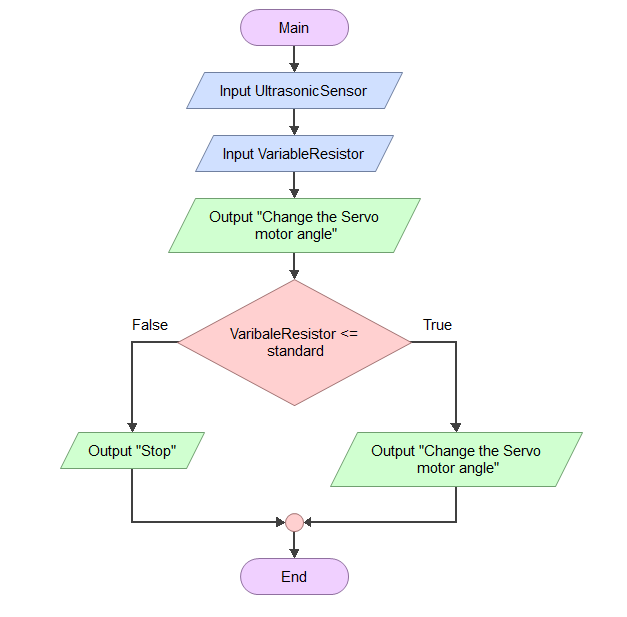 Main
Input UltrasonicSensor
Input VariableResistor
Output "Change the Servo
motor angle"
VaribaleResistor <=
standard
False
True
Output "Stop"
Output "Change the Servo
motor angle"
End